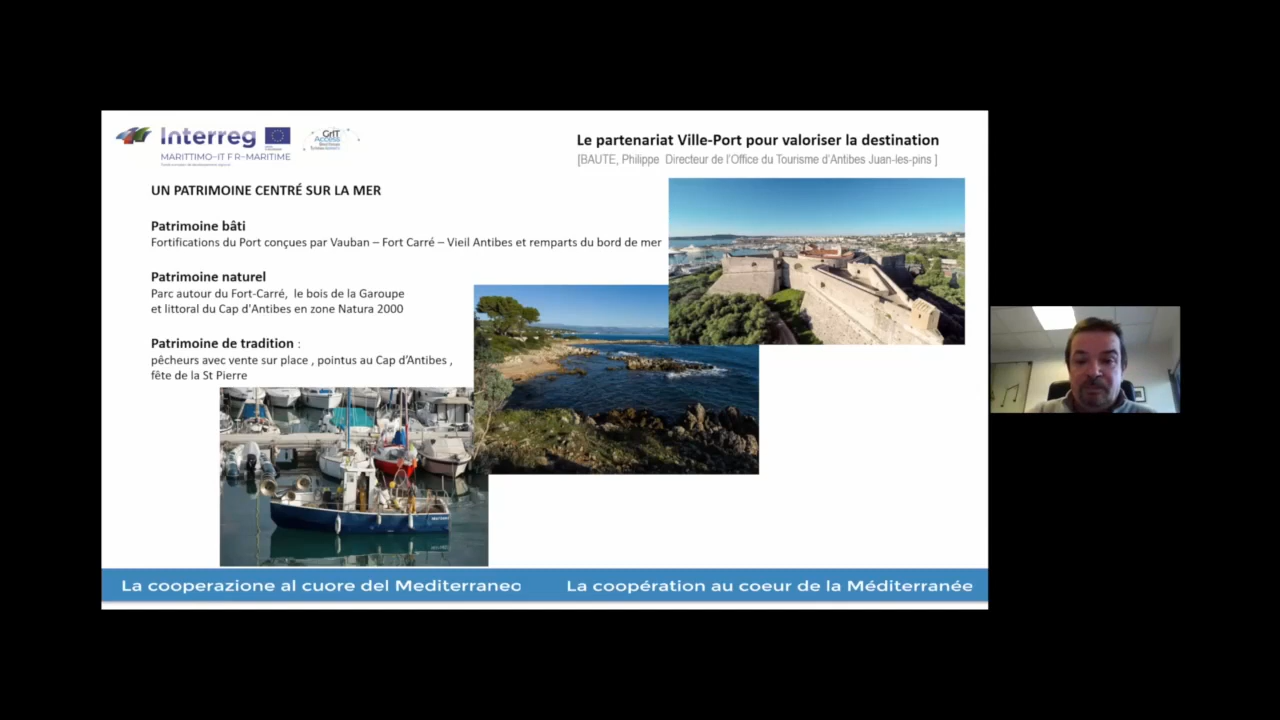 Interreg
MARITTIMO-IT FR-MARITIME
GrIT
Access
Le partenariat Ville-Port pour valoriser la destination
[BAUTE, Philippe Directeur de l'Office du Tourisme d'Antibes Juan-les-pins ]
UN PATRIMOINE CENTRÉ SUR LA MER
Patrimoine bâti
Fortifications du Port conçues par Vauban – Fort Carré – Vieil Antibes et remparts du bord de mer
Patrimoine naturel
Parc autour du Fort-Carré, le bois de la Garoupe
et littoral du Cap d'Antibes en zone Natura 2000
Patrimoine de tradition :
pêcheurs avec vente sur place , pointus au Cap d'Antibes ,
fête de la St Pierre
La cooperazione al cuore del Mediterraneo
La coopération au coeur de la Méditerranée